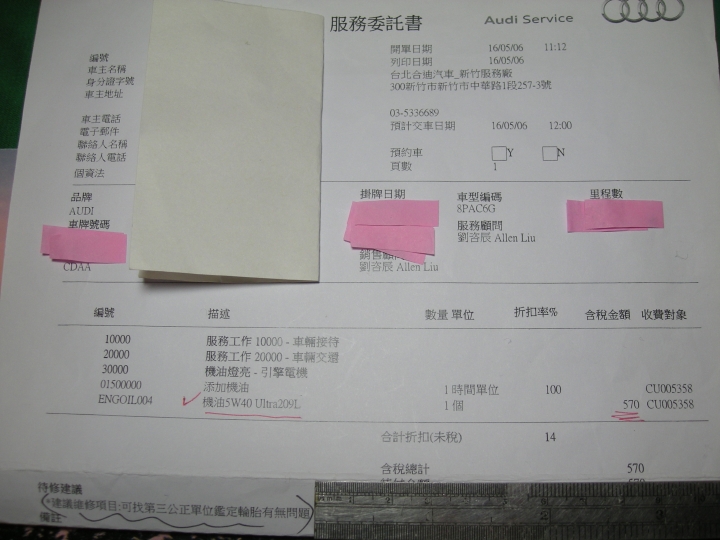 服務委託書
Audi Service
開單日期 16/05/06 11:12
列印日期 16/05/06
台北合迪汽車_新竹服務廠
300新竹市新竹市中華路1段257-3號
編號
車主名稱
身分證字號
車主地址
03-5336689
預計交車日期 16/05/06 12:00
車主電話
電子郵件
聯絡人名稱
聯絡人電話
個資法
預約車 Y N
頁數 1
品牌 掛牌日期 車型編碼 里程數
AUDI 8PAC6G
車牌號碼 服務顧問
劉容辰 Allen Liu
CDAA 劉容辰 Allen Liu
編號 描述 數量 單位 折扣率% 含稅金額 收費對象
10000 服務工作 10000 - 車輛接待
20000 服務工作 20000 - 車輛交還
30000 機油燈亮 - 引擎電機
01500000 添加機油 1 時間單位 100 CU005358
ENGOIL004 機油5W40 Ultra209L 1 個 570 CU005358
合計折扣(未稅) 14
含稅總計 570
待修建議
*建議維修項目:可找第三公正單位鑑定輪胎有無問題
備註
1 2